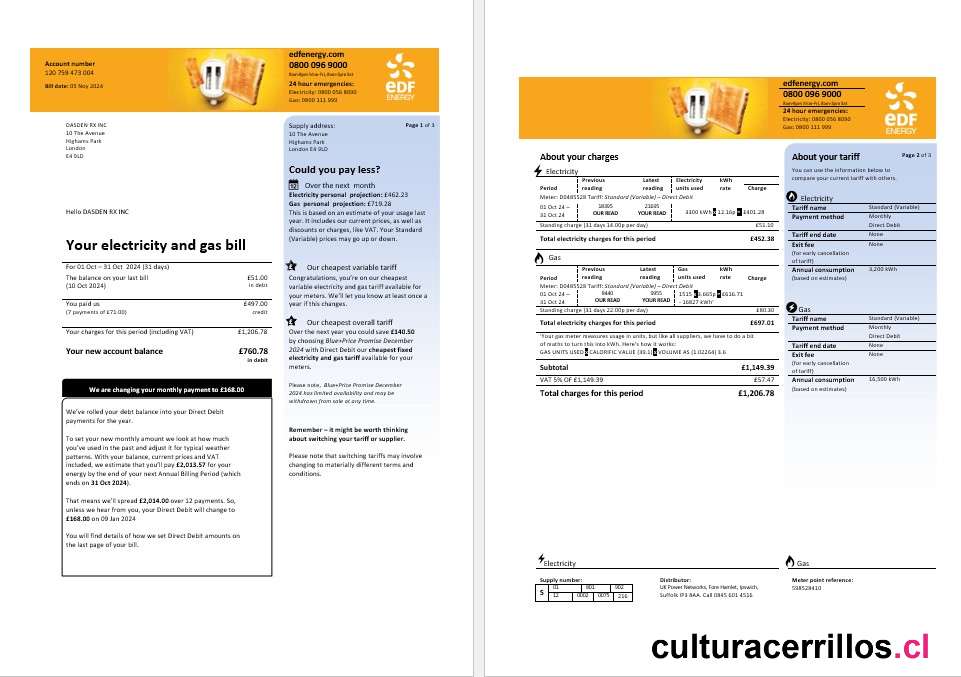 Account number
120 759 473 004
Bill date: 05 Nov 2024
edfenergy.com
0800 096 9000
8am-8pm Mon-Fri, 8am-2pm Sat
24 hour emergencies:
Electricity: 0800 056 8090
Gas: 0800 111 999
eDF
ENERGY
DASDEN RX INC
10 The Avenue
Highams Park
London
E4 9LD
Hello DASDEN RX INC
Your electricity and gas bill
For 01 Oct – 31 Oct 2024 (31 days)
The balance on your last bill £51.00
(10 Oct 2024) in debt
You paid us £497.00
(7 payments of £71.00) credit
Your charges for this period (including VAT) £1,206.78
Your new account balance £760.78
in debt
We are changing your monthly payment to £168.00
We've rolled your debt balance into your Direct Debit
payments for the year.
To set your new monthly amount we look at how much
you've used in the past and adjust it for typical weather
patterns. With your balance, current prices and VAT
included, we estimate that you'll pay £2,013.57 for your
energy by the end of your next Annual Billing Period (which
ends on 31 Oct 2024).
That means we'll spread £2,014.00 over 12 payments. So,
unless we hear from you, your Direct Debit will change to
£168.00 on 09 Jan 2024
You will find details of how we set Direct Debit amounts on
the last page of your bill.
Supply address: Page 1 of 3
10 The Avenue
Highams Park
London E4 9LD
Could you pay less?
Over the next month
Electricity personal projection: £462.23
Gas personal projection: £719.28
This is based on an estimate of your usage last
year. It includes our current prices, as well as
discounts or charges, like VAT. Your Standard
(Variable) prices may go up or down.
Our cheapest variable tariff
Congratulations, you're on our cheapest
variable electricity and gas tariff available for
your meters. We'll let you know at least once a
year if this changes.
Our cheapest overall tariff
Over the next year you could save £140.50
by choosing Blue+Price Promise December
2024 with Direct Debit our cheapest fixed
electricity and gas tariff available for your
meters.
Please note, Blue+Price Promise December
2024 has limited availability and may be
withdrawn from sale at any time.
Remember – it might be worth thinking
about switching your tariff or supplier.
Please note that switching tariffs may involve
changing to materially different terms and
conditions.
edfenergy.com
0800 096 9000
8am-8pm Mon-Fri, 8am-2pm Sat
24 hour emergencies:
Electricity: 0800 056 8090
Gas: 0800 111 999
eDF
ENERGY
About your charges
Electricity
Previous Latest Electricity kWh
Period reading reading units used rate Charge
Meter: D0485528 Tariff: Standard (Variable) – Direct Debit
01 Oct 24 – 18395 21695 3300 kWh x 12.16p = £401.28
31 Oct 24 OUR READ YOUR READ
Standing charge (31 days 14.00p per day) £51.10
Total electricity charges for this period £452.38
Gas
Previous Latest Gas kWh
Period reading reading units used rate Charge
Meter: D0485528 Tariff: Standard (Variable) – Direct Debit
01 Oct 24 – 8440 9955 1515 x 3.665p = £616.71
31 Oct 24 OUR READ YOUR READ - 16827 kWh'
Standing charge (31 days 22.00p per day) £80.30
Total electricity charges for this period £697.01
'Your gas meter measures usage in units, but like all suppliers, we have to do a bit
of maths to turn this into kWh. Here's how it works:
GAS UNITS USED x CALORIFIC VALUE (39.1) x VOLUME AS (1.02264) 3.6
Subtotal £1,149.39
VAT 5% OF £1,149.39 £57.47
Total charges for this period £1,206.78
About your tariff Page 2 of 3
You can use the information below to
compare your current tariff with others.
Electricity
Tariff name Standard (Variable)
Payment method Monthly
Direct Debit
Tariff end date None
Exit fee None
(for early cancellation
of tariff)
Annual consumption 3,200 kWh
(based on estimates)
Gas
Tariff name Standard (Variable)
Payment method Monthly
Direct Debit
Tariff end date None
Exit fee None
(for early cancellation
of tariff)
Annual consumption 16,500 kWh
(based on estimates)
Electricity
Supply number:
S 01 801 902
12 0002 0075 216
Distributor:
UK Power Networks, Fore Hamlet, Ipswich,
Suffolk IP3 8AA. Call 0845 601 4516
Gas
Meter point reference:
598528410
culturacerrillos.cl